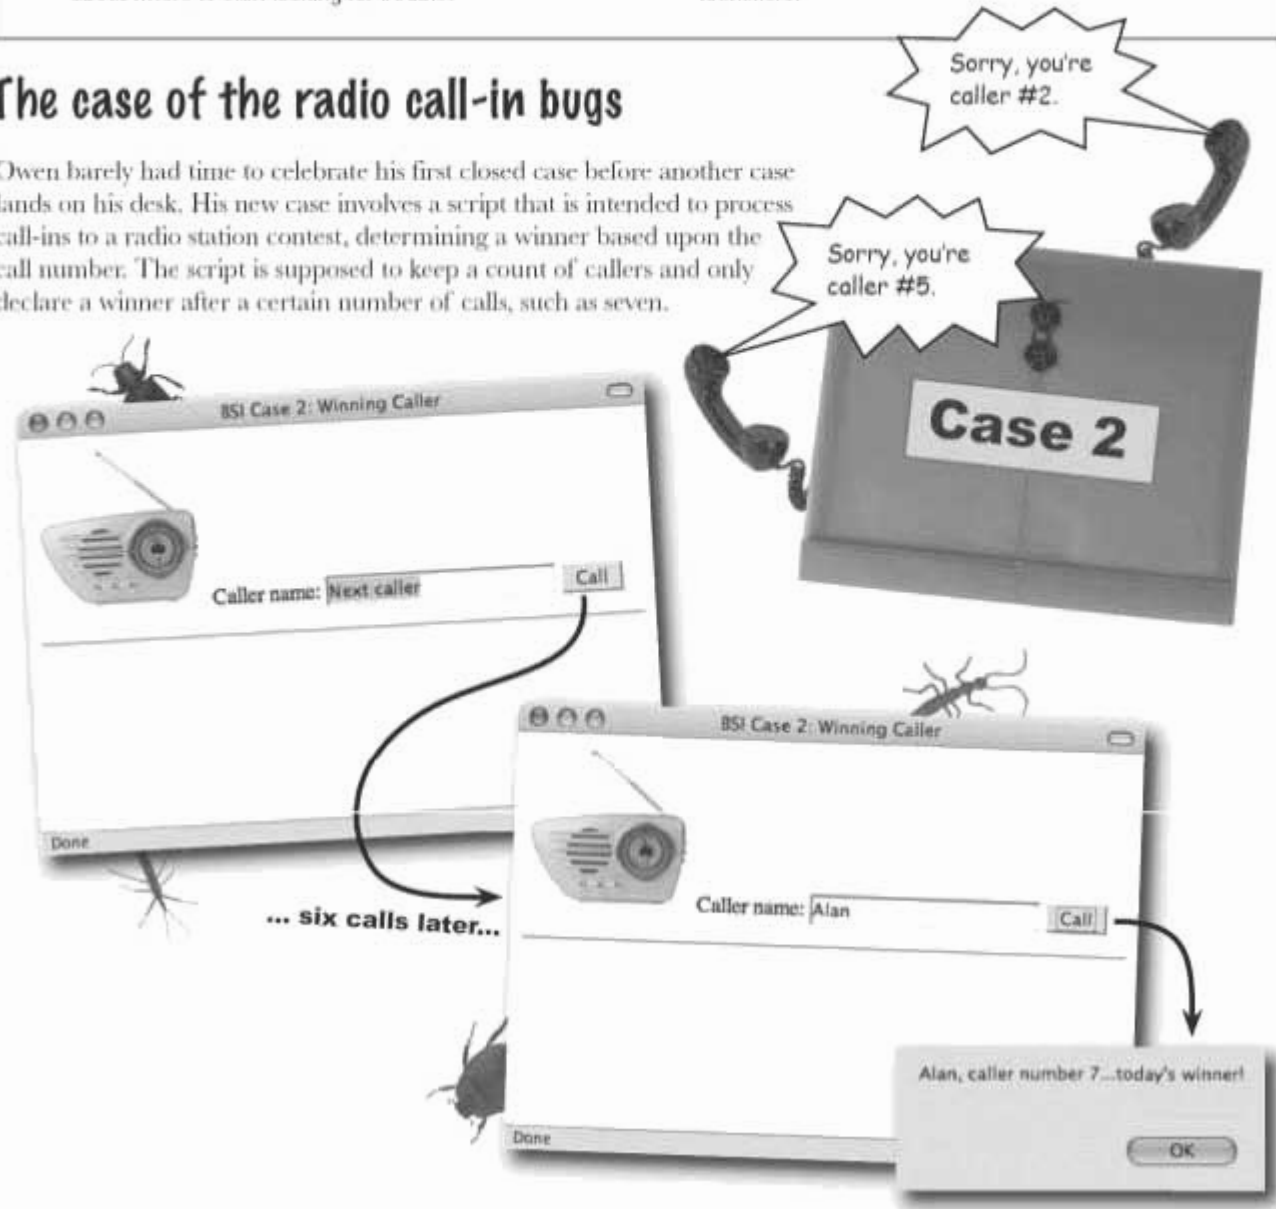 The case of the radio call-in bugs
Owen barely had time to celebrate his first closed case before another case
lands on his desk. His new case involves a script that is intended to process
call-ins to a radio station contest, determining a winner based upon the
call number. The script is supposed to keep a count of callers and only
declare a winner after a certain number of calls, such as seven.
Sorry, you're
caller #2.
Sorry, you're
caller #5.
Case 2
BSI Case 2: Winning Caller
Caller name: Next caller
Call
Done
... six calls later...
BSI Case 2: Winning Caller
Caller name: Alan
Call
Done
Alan, caller number 7...today's winner!
OK